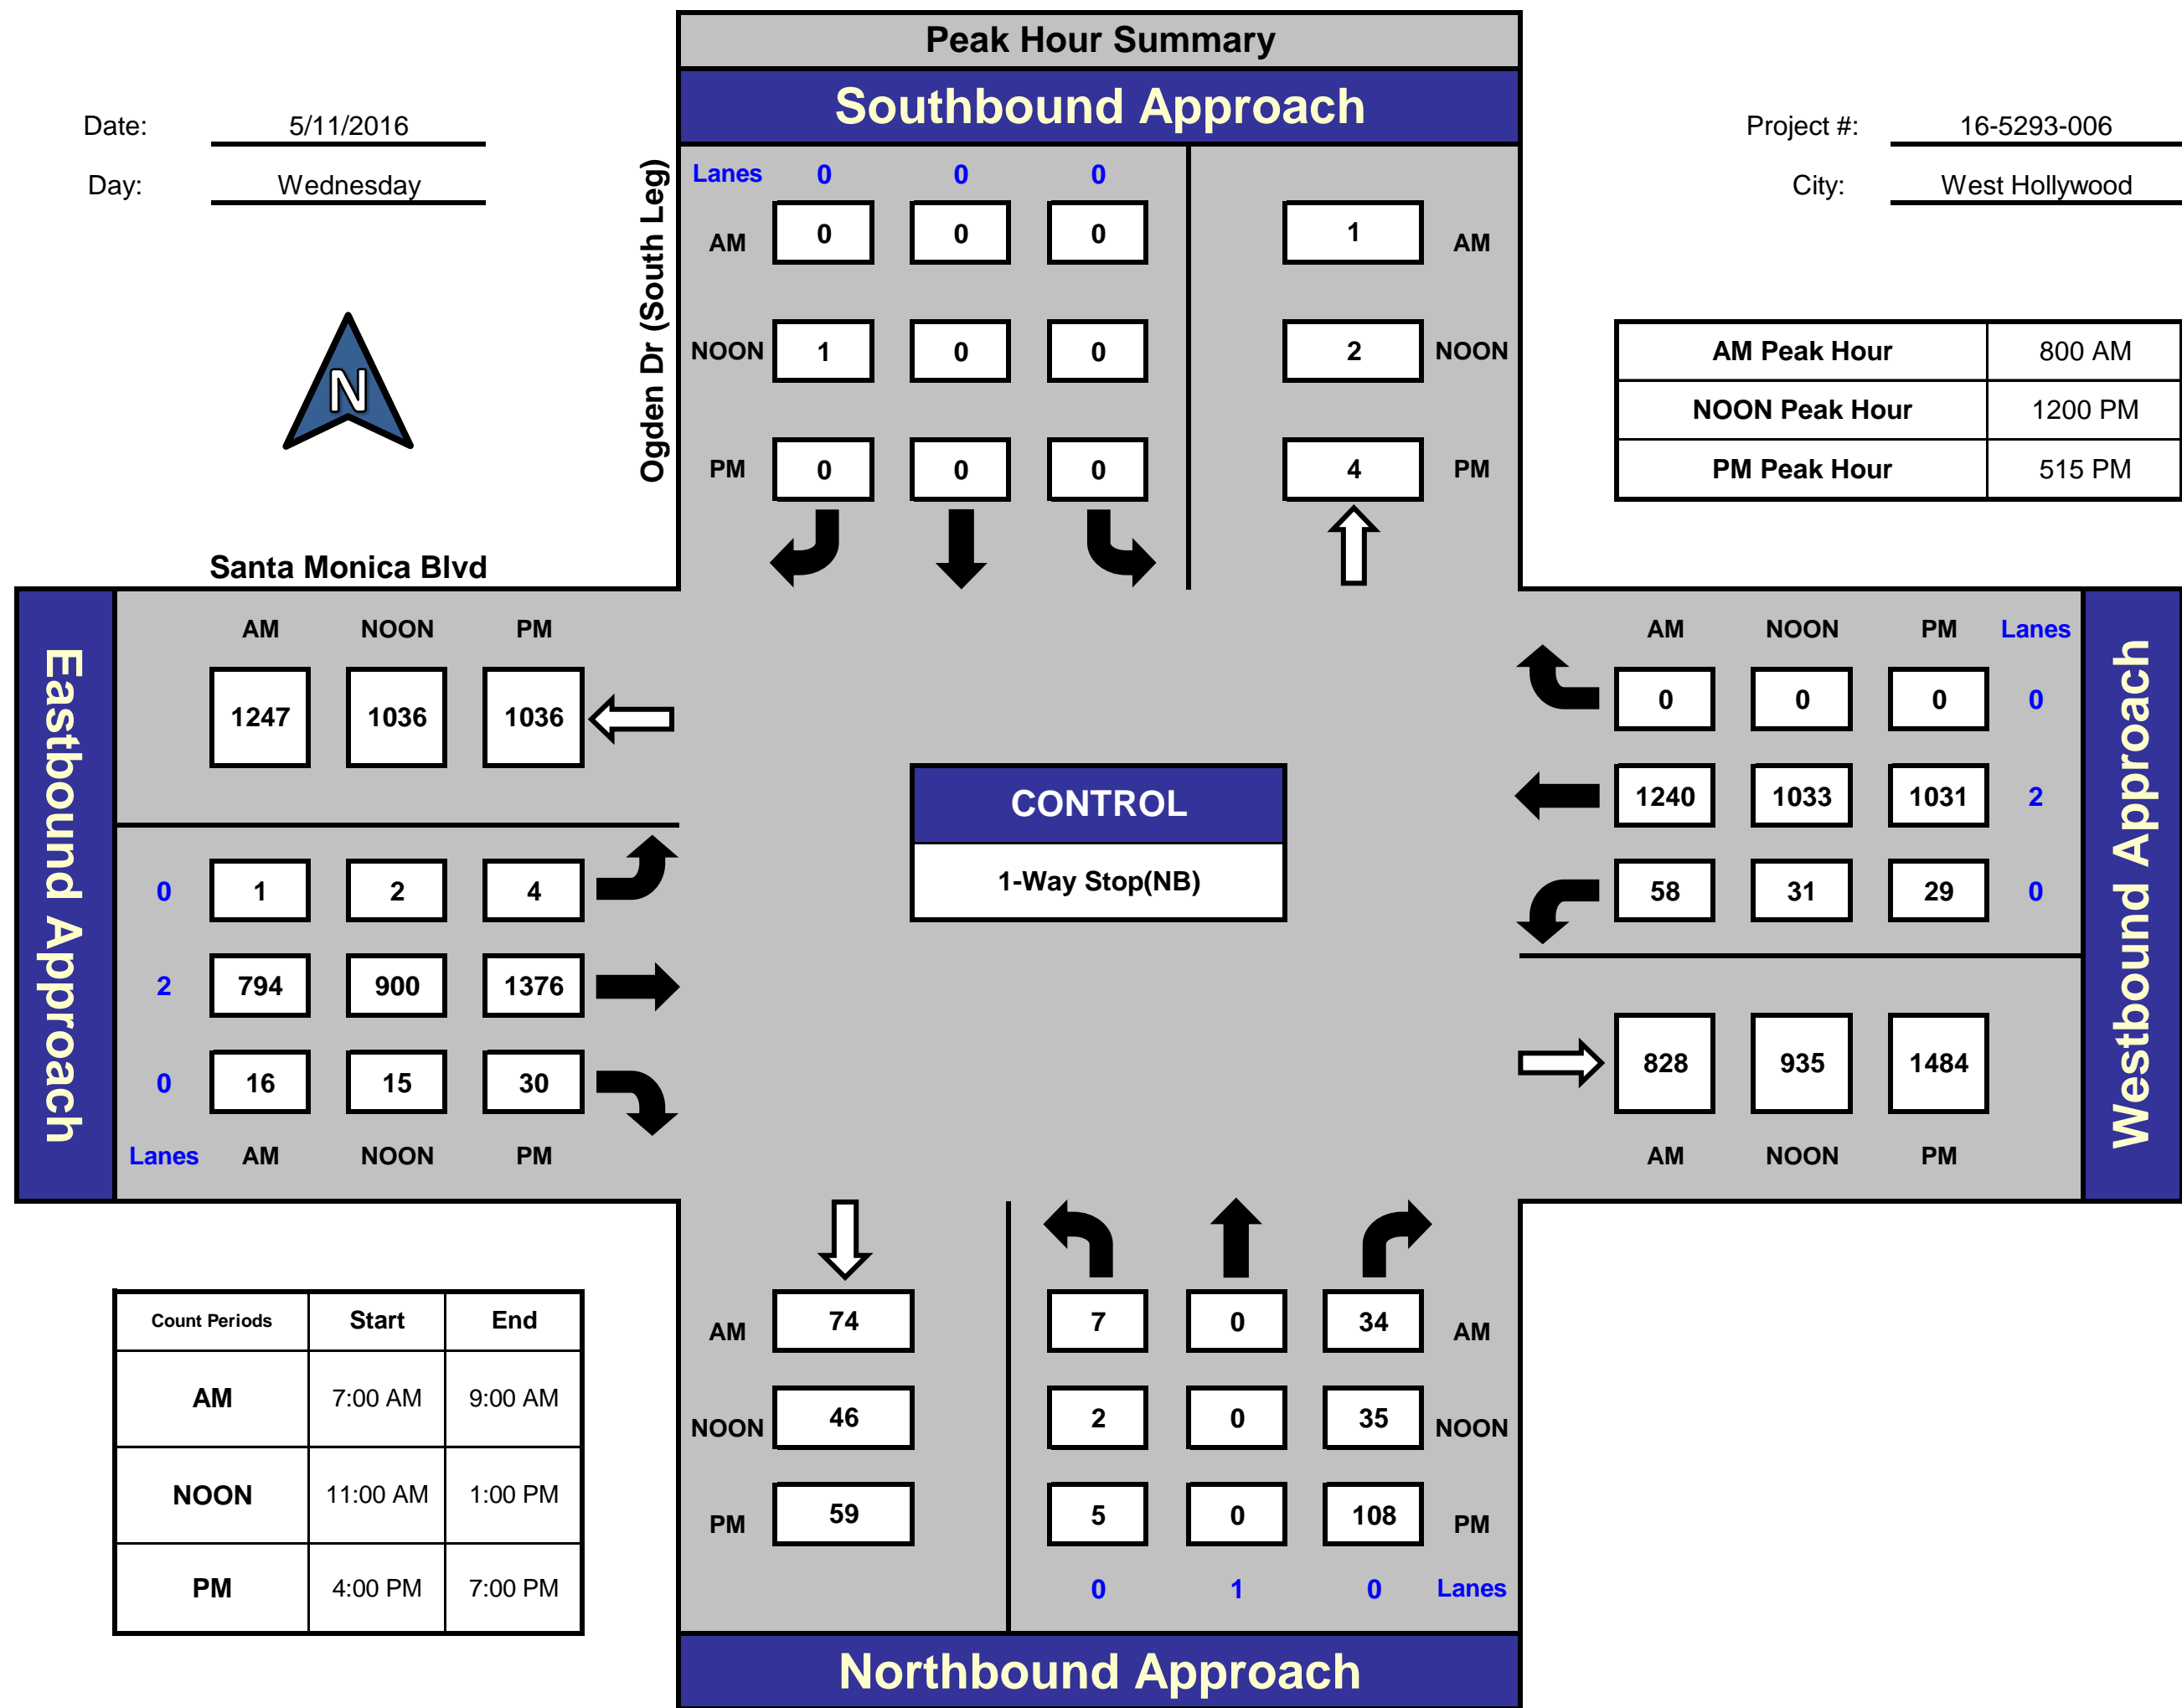 Peak Hour Summary
Southbound Approach
Date: 5/11/2016
Day: Wednesday
Project #: 16-5293-006
City: West Hollywood
N
Ogden Dr (South Leg)
Lanes 0 0 0
AM 0 0 0 1 AM
NOON 1 0 0 2 NOON
PM 0 0 0 4 PM
AM Peak Hour 800 AM
NOON Peak Hour 1200 PM
PM Peak Hour 515 PM
Santa Monica Blvd
Eastbound Approach
AM NOON PM
1247 1036 1036
0 1 2 4
2 794 900 1376
0 16 15 30
Lanes AM NOON PM
CONTROL
1-Way Stop(NB)
AM NOON PM Lanes
0 0 0 0
1240 1033 1031 2
58 31 29 0
828 935 1484
AM NOON PM
Westbound Approach
Count Periods Start End
AM 7:00 AM 9:00 AM
NOON 11:00 AM 1:00 PM
PM 4:00 PM 7:00 PM
AM 74 7 0 34 AM
NOON 46 2 0 35 NOON
PM 59 5 0 108 PM
0 1 0 Lanes
Northbound Approach